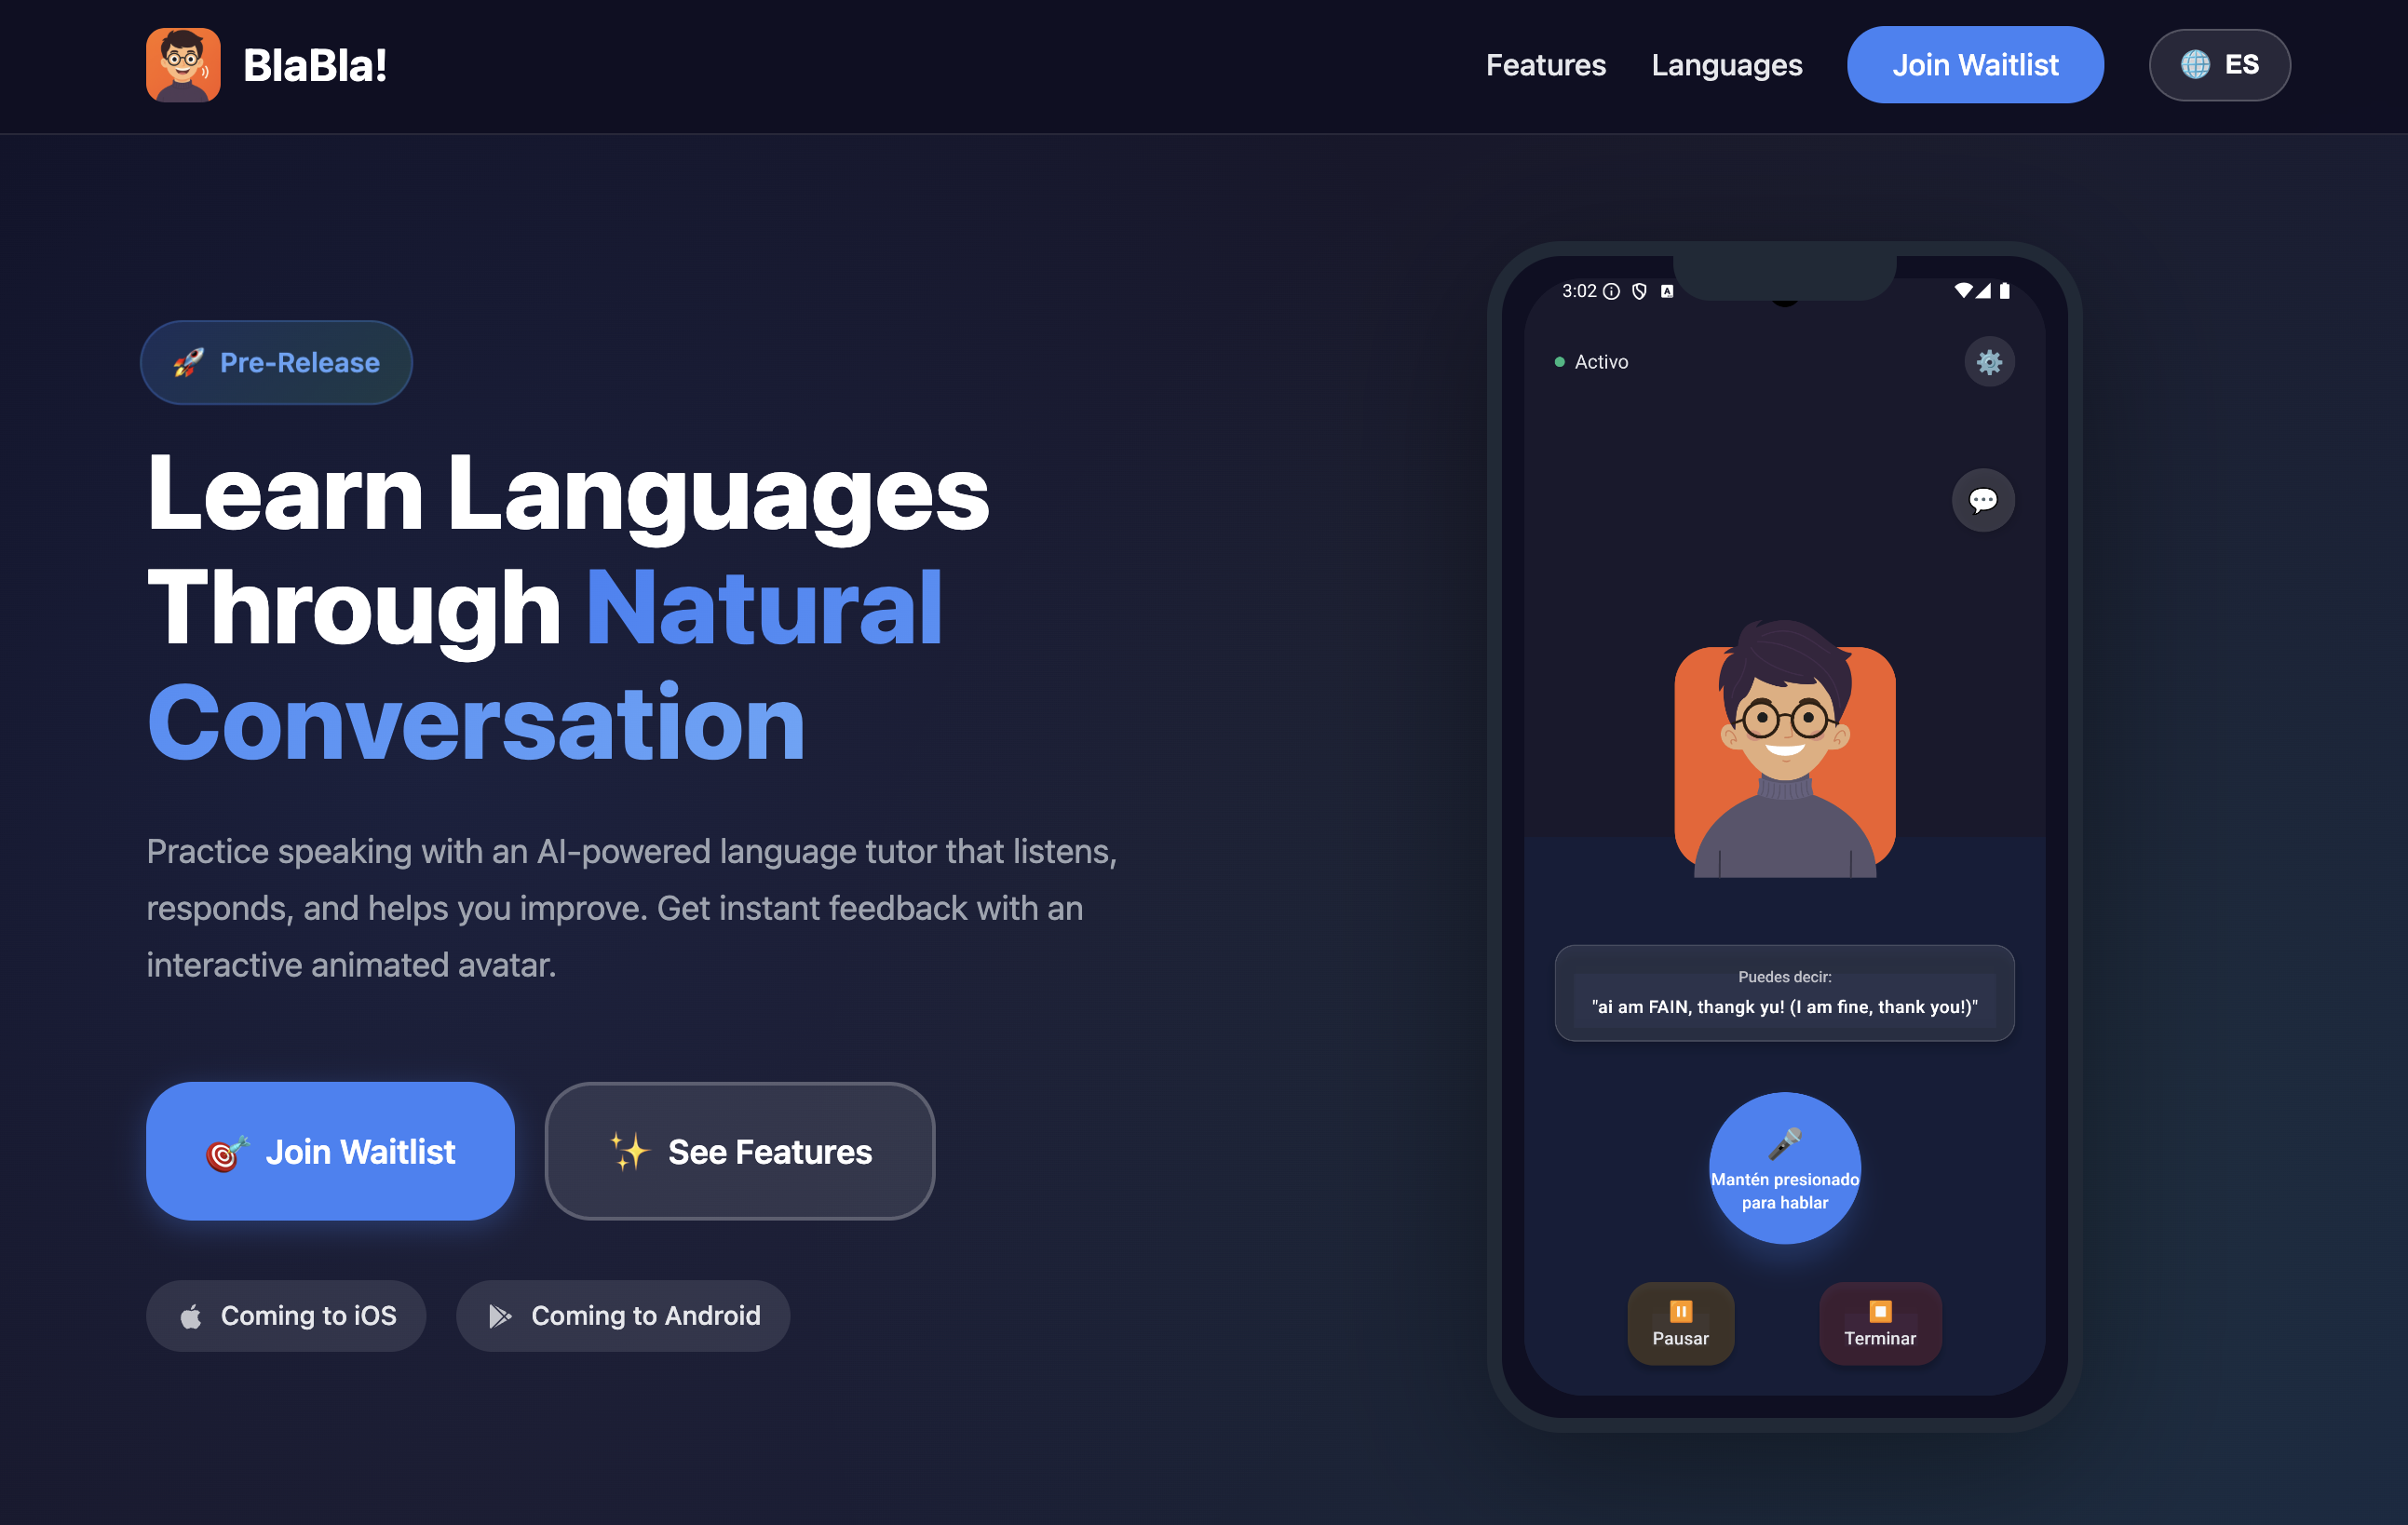 BlaBla!
Features
Languages
Join Waitlist
ES
Pre-Release
Learn Languages
Through Natural
Conversation
Practice speaking with an AI-powered language tutor that listens,
responds, and helps you improve. Get instant feedback with an
interactive animated avatar.
Join Waitlist
See Features
Coming to iOS
Coming to Android
3:02
A
Activo
Puedes decir:
"ai am FAIN, thangk yu! (I am fine, thank you!)"
Mantén presionado
para hablar
Pausar
Terminar